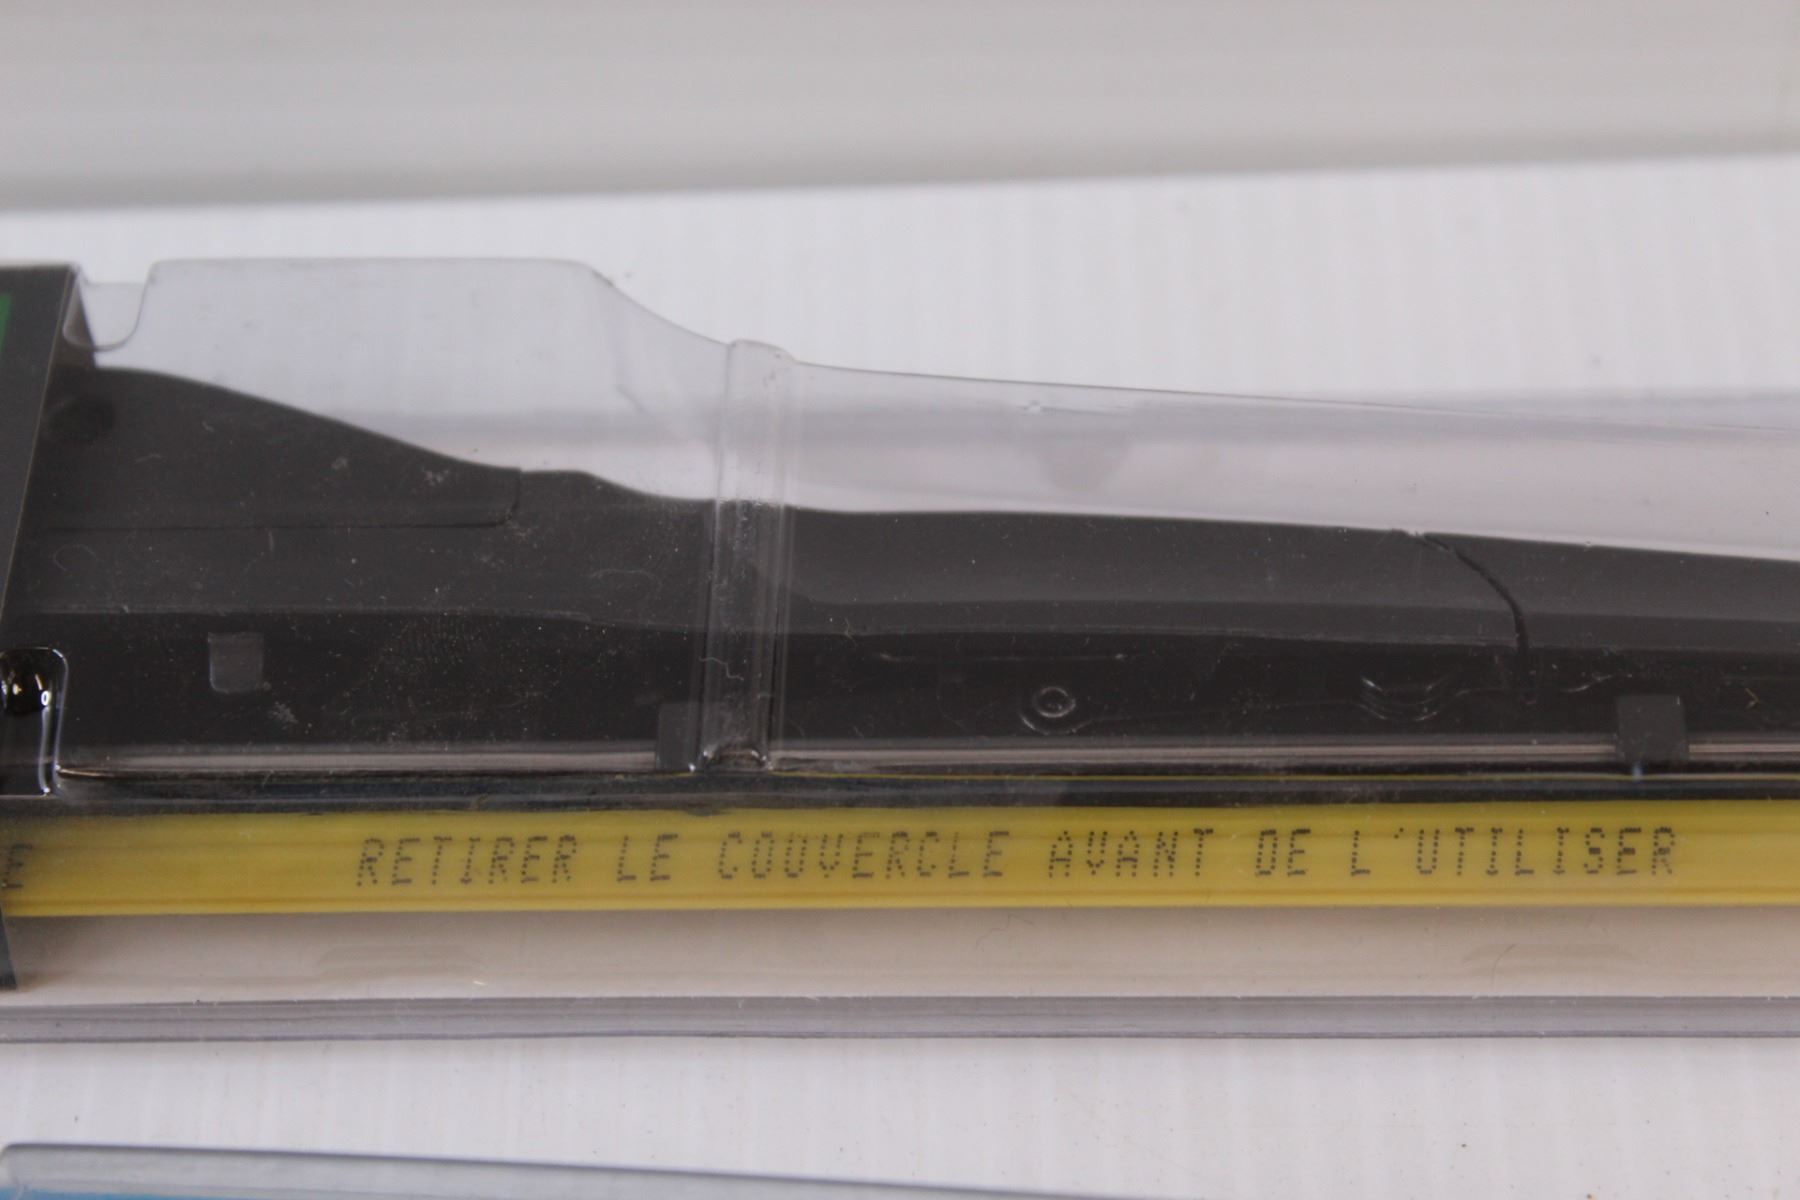 E RETIRER LE COUVERCLE AVANT DE L'UTILISER